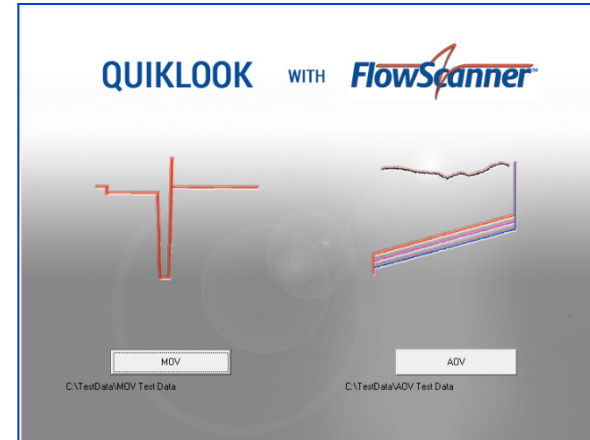 QUIKLOOK WITH FlowScanner™
MOV
AOV
C:\TestData\MOV Test Data
C:\TestData\AOV Test Data